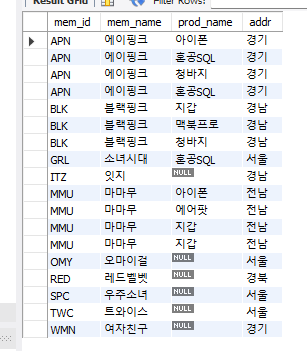 Result Grid Filter Rows:
mem_id mem_name prod_name addr
APN 에이핑크 아이폰 경기
APN 에이핑크 혼공SQL 경기
APN 에이핑크 청바지 경기
APN 에이핑크 혼공SQL 경기
BLK 블랙핑크 지갑 경남
BLK 블랙핑크 맥북프로 경남
BLK 블랙핑크 청바지 경남
GRL 소녀시대 혼공SQL 서울
ITZ 잇지 NULL 경남
MMU 마마무 아이폰 전남
MMU 마마무 에어팟 전남
MMU 마마무 지갑 전남
MMU 마마무 지갑 전남
OMY 오마이걸 NULL 서울
RED 레드벨벳 NULL 경북
SPC 우주소녀 NULL 서울
TWC 트와이스 NULL 서울
WMN 여자친구 NULL 경기